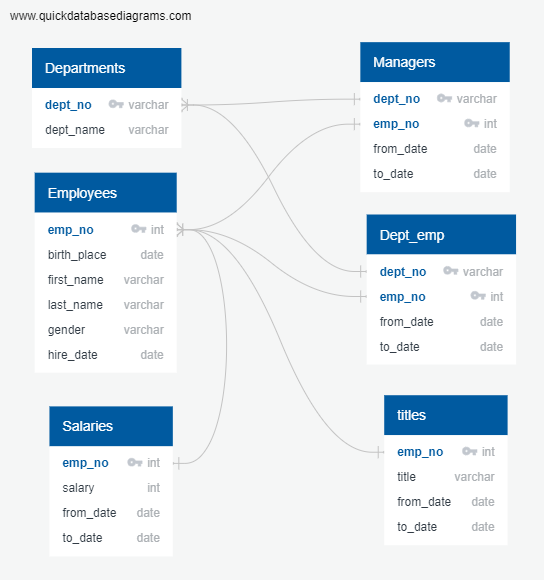 www.quickdatabasediagrams.com
Departments
dept_no varchar
dept_name varchar
Managers
dept_no varchar
emp_no int
from_date date
to_date date
Employees
emp_no int
birth_place date
first_name varchar
last_name varchar
gender varchar
hire_date date
Dept_emp
dept_no varchar
emp_no int
from_date date
to_date date
Salaries
emp_no int
salary int
from_date date
to_date date
titles
emp_no int
title varchar
from_date date
to_date date